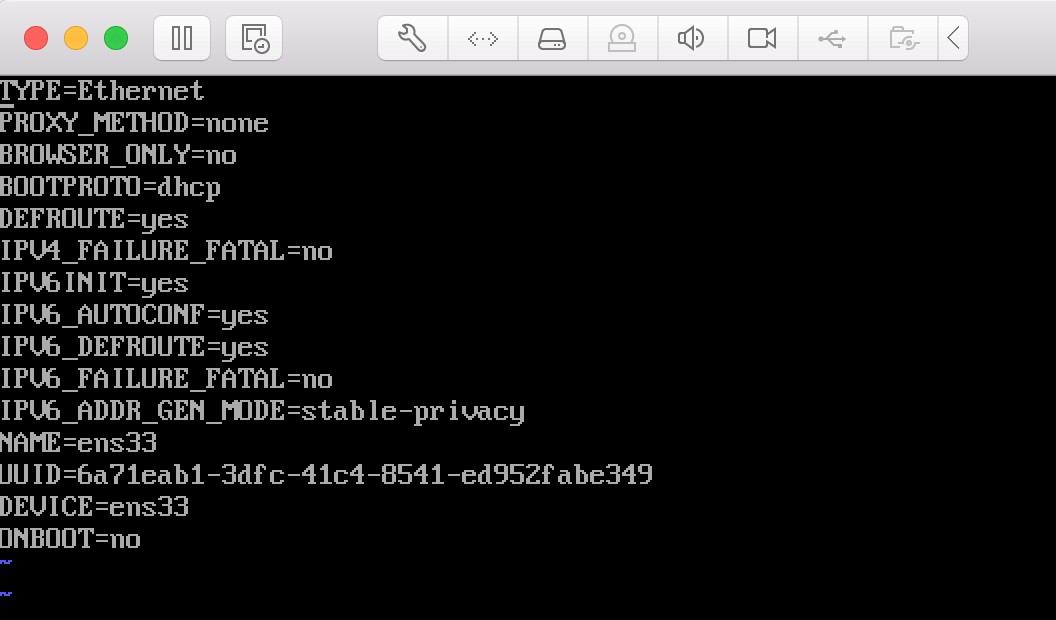 TYPE=Ethernet
PROXY_METHOD=none
BROWSER_ONLY=no
BOOTPROTO=dhcp
DEFROUTE=yes
IPV4_FAILURE_FATAL=no
IPV6INIT=yes
IPV6_AUTOCONF=yes
IPV6_DEFROUTE=yes
IPV6_FAILURE_FATAL=no
IPV6_ADDR_GEN_MODE=stable-privacy
NAME=ens33
UUID=6a71eab1-3dfc-41c4-8541-ed952fabe349
DEVICE=ens33
ONBOOT=no
~
~